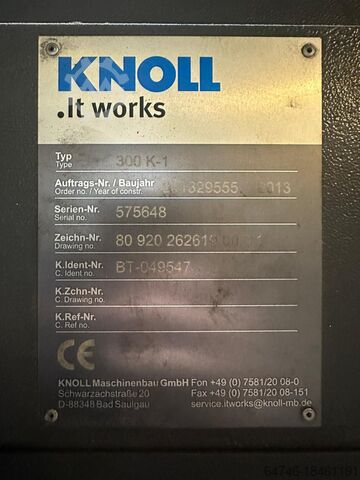 KNOLL
.It works
Typ
Type
300 K-1
Auftrags-Nr. / Baujahr
Order no. / Year of constr.
Serien-Nr.
Serial no.
575648
Zeichn-Nr.
Drawing no.
80 920 262619
K.Ident-Nr.
C. Ident no.
BT-049547
K.Zchn-Nr.
C. Drawing no.
K.Ref-Nr.
C. Ref no.
CE
KNOLL Maschinenbau GmbH Fon +49 (0) 7581/20 08-0
Schwarzachstraße 20 Fax +49 (0) 7581/20 08-151
D-88348 Bad Saulgau service.itworks@knoll-mb.de